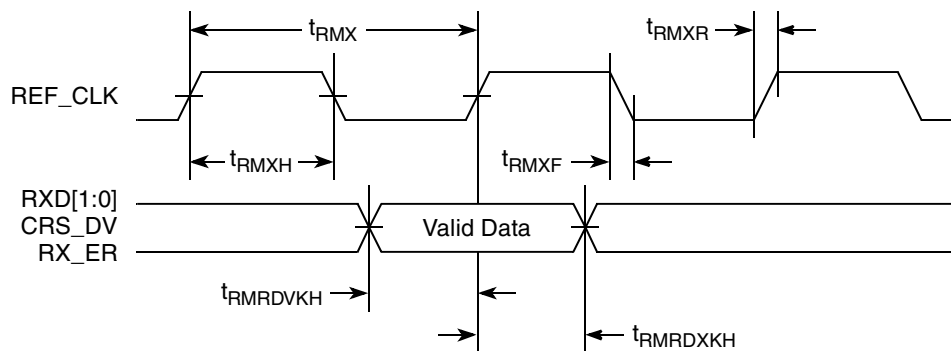 tRMX
tRMXR
REF_CLK
tRMXH
tRMXF
RXD[1:0]
CRS_DV
RX_ER
Valid Data
tRMRDVKH
tRMRDXKH